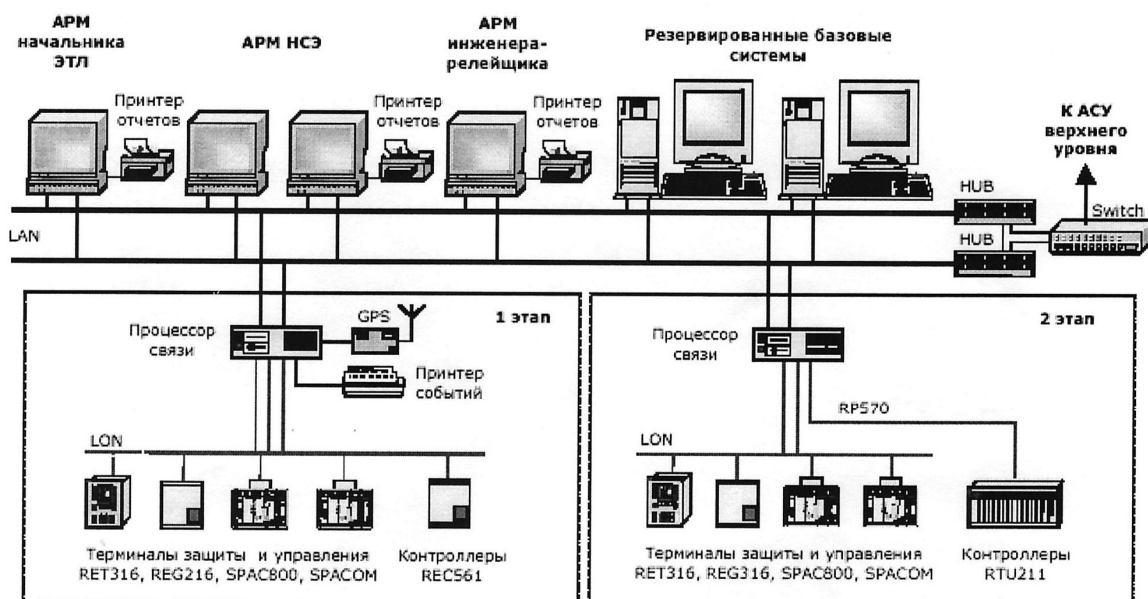 АРМ
начальника
ЭТЛ
АРМ НСЭ
АРМ
инженера-
релейщика
Резервированные базовые
системы
Принтер
отчетов
Принтер
отчетов
Принтер
отчетов
К АСУ
верхнего
уровня
HUB
Switch
LAN
HUB
1 этап
Процессор
связи
GPS
Принтер
событий
LON
Терминалы защиты и управления
RET316, REG216, SPAC800, SPACOM
Контроллеры
REC561
2 этап
Процессор
связи
RP570
LON
Терминалы защиты и управления
RET316, REG316, SPAC800, SPACOM
Контроллеры
RTU211